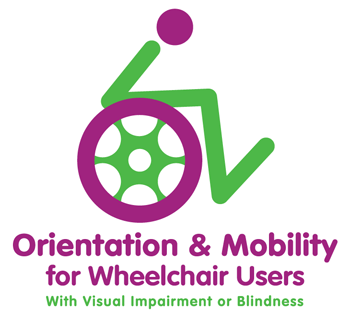 Orientation & Mobility
for Wheelchair Users
With Visual Impairment or Blindness